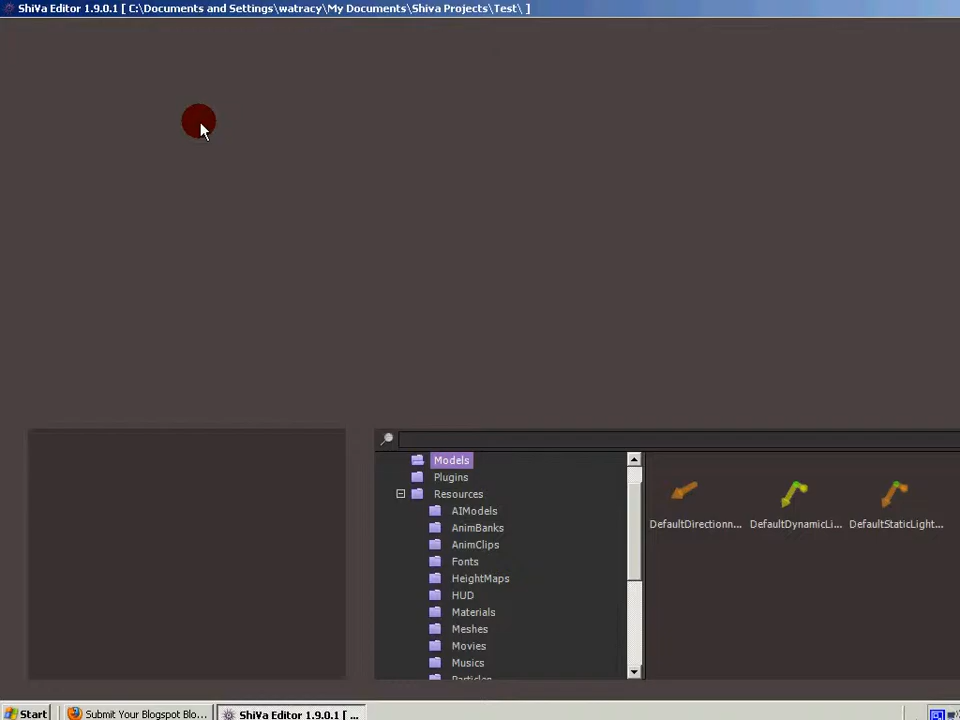 ShiVa Editor 1.9.0.1 [ C:\Documents and Settings\watracy\My Documents\Shiva Projects\Test\ ]
Models
Plugins
Resources
AIModels
AnimBanks
AnimClips
Fonts
HeightMaps
HUD
Materials
Meshes
Movies
Musics
Particles
DefaultDirectionn... DefaultDynamicLi... DefaultStaticLight...
Start Submit Your Blogspot Blo... ShiVa Editor 1.9.0.1 [ ...